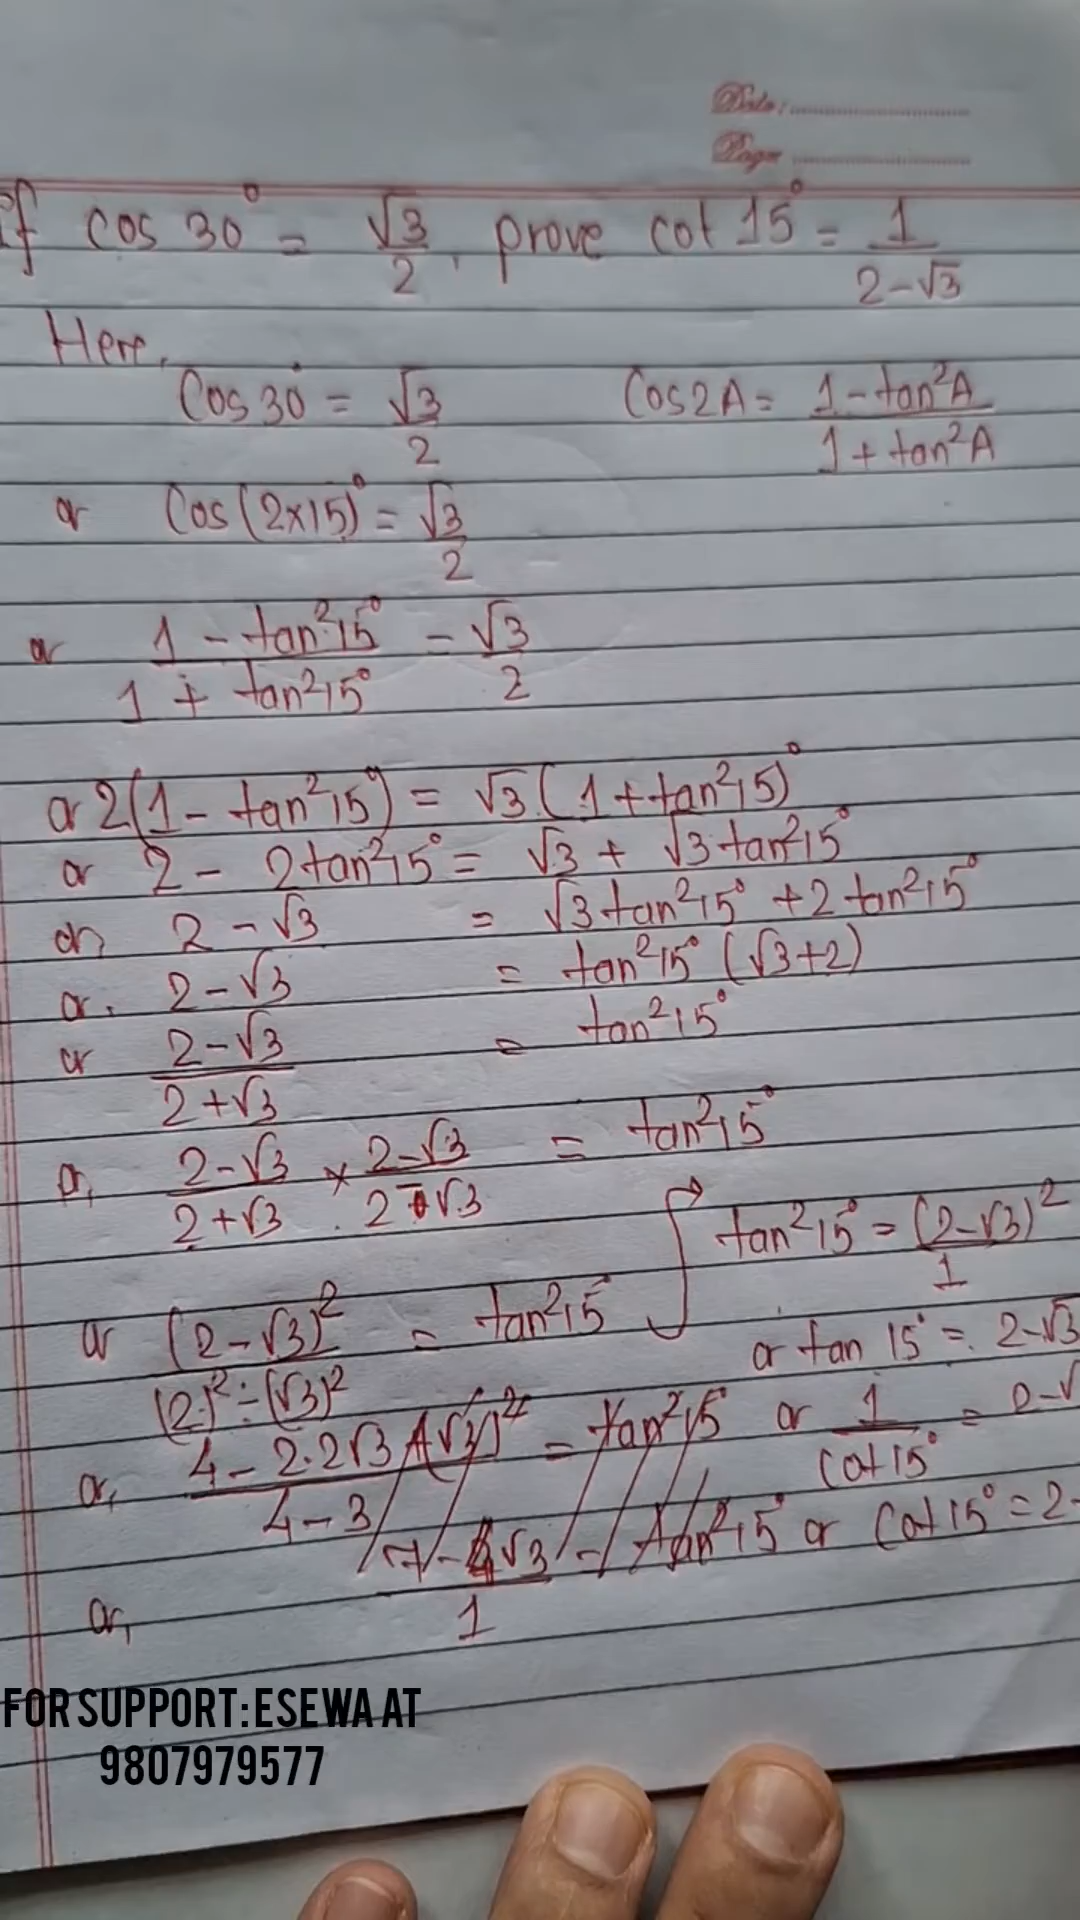 Date:
Page
If cos 30° = √3/2, prove cot 15° = 1/(2-√3)
Here,
Cos 30° = √3/2
Cos2A = (1-tan²A)/(1+tan²A)
or Cos(2×15)° = √3/2
or (1 - tan²15°)/(1 + tan²15°) = √3/2
or 2(1 - tan²15°) = √3(1+tan²15)°
or 2 - 2tan²15° = √3 + √3 tan²15°
or, 2 - √3 = √3 tan²15° + 2 tan²15°
or, 2 - √3 = tan²15° (√3+2)
or (2-√3)/(2+√3) = tan²15°
or, (2-√3)/(2+√3) × (2-√3)/(2-√3) = tan²15°
or (2-√3)²/((2)²-(√3)²) = tan²15°
or, (4-2.2√3+(√3)²)/(4-3) = tan²15°
or, (7-4√3)/1 = tan²15°
tan²15° = (2-√3)²/1
or tan 15° = 2-√3
or 1/cot15° = 2-√
or Cot 15° = 2-
FOR SUPPORT:ESEWA AT
9807979577